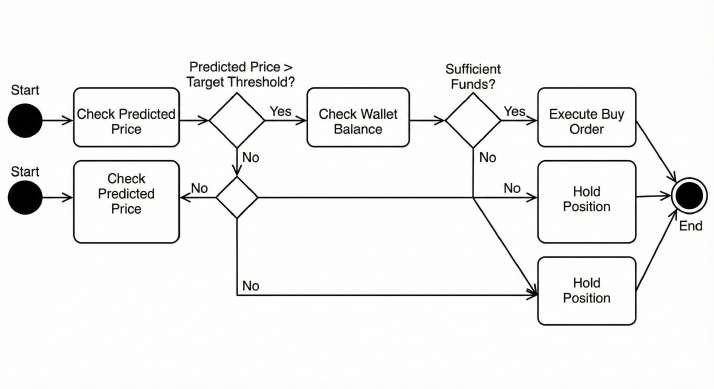 Predicted Price >
Target Threshold?
Sufficient
Funds?
Start
Check Predicted
Price
Yes
Check Wallet
Balance
Yes
Execute Buy
Order
No
No
Start
Check
Predicted
Price
No
No
Hold
Position
End
No
Hold
Position